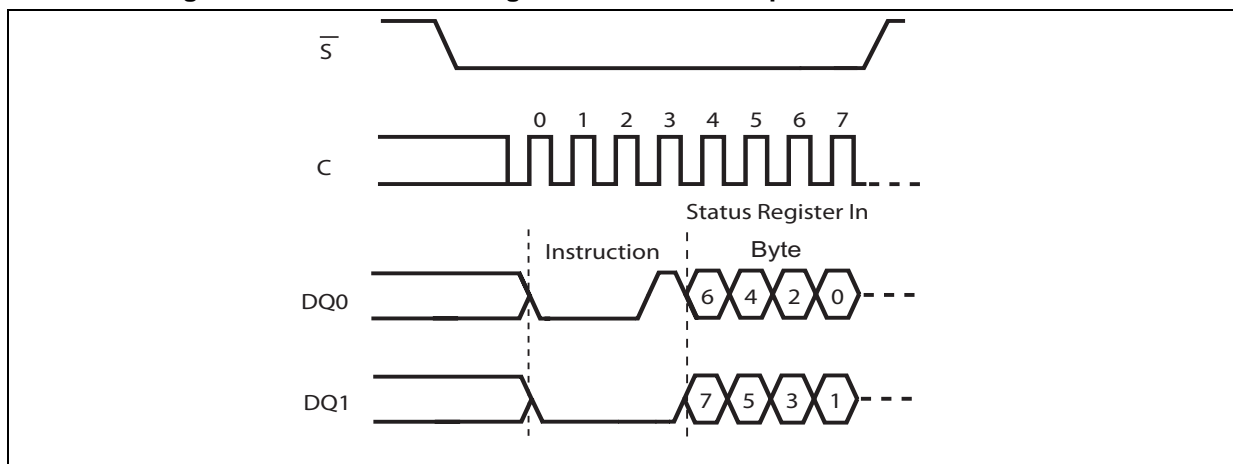 S
0 1 2 3 4 5 6 7
C
Status Register In
Instruction Byte
DQ0 6 4 2 0
DQ1 7 5 3 1